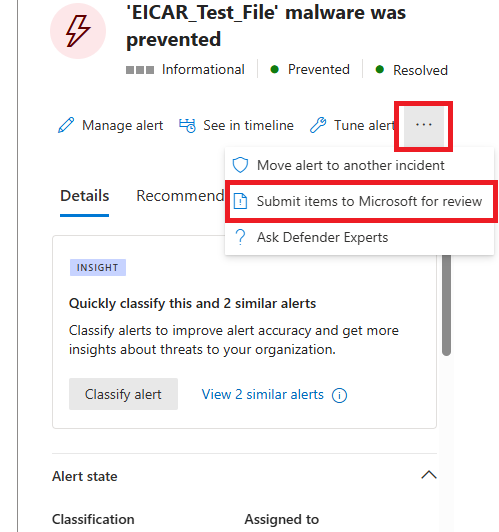 'EICAR_Test_File' malware was
prevented
Informational Prevented Resolved
Manage alert See in timeline Tune alert ...
Move alert to another incident
Submit items to Microsoft for review
Ask Defender Experts
Details Recommend
INSIGHT
Quickly classify this and 2 similar alerts
Classify alerts to improve alert accuracy and get more
insights about threats to your organization.
Classify alert View 2 similar alerts
Alert state
Classification Assigned to